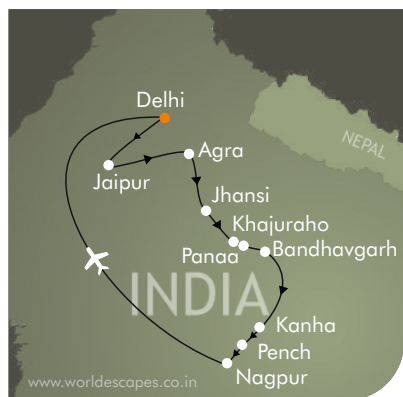 Delhi
NEPAL
Agra
Jaipur
Jhansi
Khajuraho
Panaa
Bandhavgarh
INDIA
Kanha
Pench
Nagpur
www.worldescapes.co.in